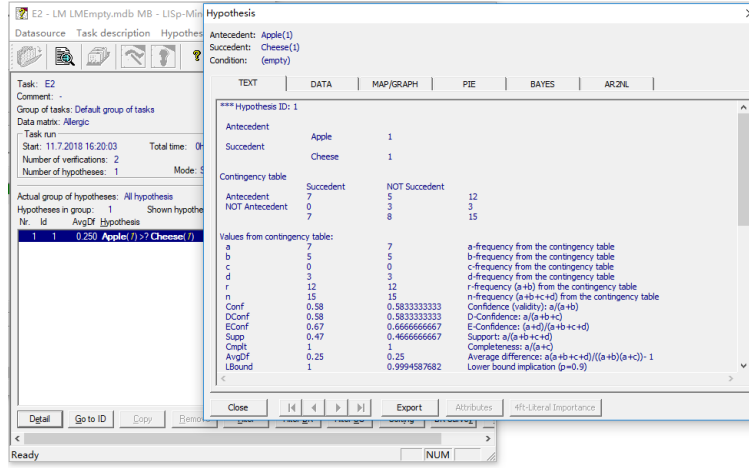 E2 - LM LMEmpty.mdb MB - LISp-Min
Datasource Task description Hypothes
Task: E2
Comment: -
Group of tasks: Default group of tasks
Data matrix: Allergic
Task run
Start: 11.7.2018 16:20:03 Total time: 0H
Number of verifications: 2
Number of hypotheses: 1 Mode: S
Actual group of hypotheses: All hypothesis
Hypotheses in group: 1 Shown hypothe
Nr. Id AvgDf Hypothesis
1 1 0.250 Apple(1) >÷< Cheese(1)
Detail Go to ID Copy Remov
Ready NUM
Hypothesis
Antecedent: Apple(1)
Succedent: Cheese(1)
Condition: (empty)
TEXT DATA MAP/GRAPH PIE BAYES AR2NL
*** Hypothesis ID: 1
Antecedent
Apple 1
Succedent
Cheese 1
Contingency table
Succedent NOT Succedent
Antecedent 7 5 12
NOT Antecedent 0 3 3
7 8 15
Values from contingency table:
a 7 7 a-frequency from the contingency table
b 5 5 b-frequency from the contingency table
c 0 0 c-frequency from the contingency table
d 3 3 d-frequency from the contingency table
r 12 12 r-frequency (a+b) from the contingency table
n 15 15 n-frequency (a+b+c+d) from the contingency table
Conf 0.58 0.5833333333 Confidence (validity): a/(a+b)
DConf 0.58 0.5833333333 D-Confidence: a/(a+b+c)
EConf 0.67 0.6666666667 E-Confidence: (a+d)/(a+b+c+d)
Supp 0.47 0.4666666667 Support: a/(a+b+c+d)
Cmplt 1 1 Completeness: a/(a+c)
AvgDf 0.25 0.25 Average difference: a(a+b+c+d)/((a+b)(a+c))- 1
LBound 1 0.9994587682 Lower bound implication (p=0.9)
Close Export Attributes 4ft-Literal Importance